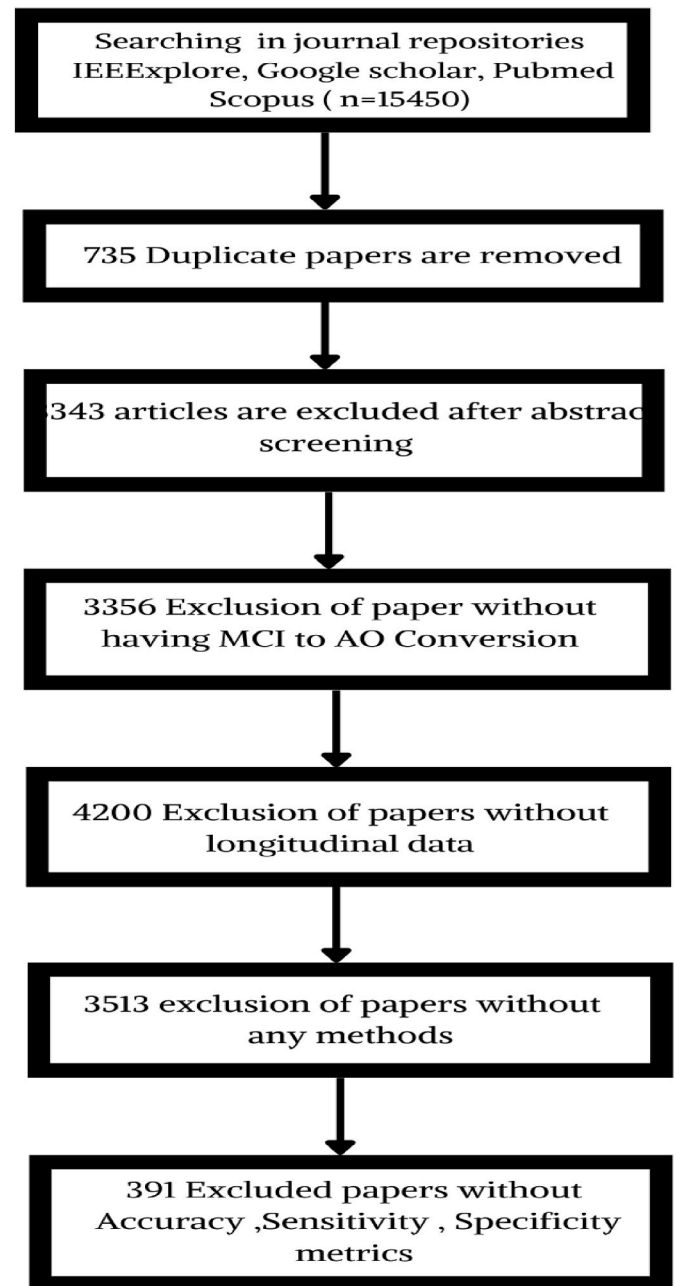 Searching in journal repositories
IEEExplore, Google scholar, Pubmed
Scopus ( n=15450)
735 Duplicate papers are removed
articles are excluded after
screening
3356 Exclusion of paper without
having MCI to AO Conversion
4200 Exclusion of papers without
longitudinal data
3513 exclusion of papers without
any methods
391 Excluded papers without
Accuracy ,Sensitivity , Specificity
metrics